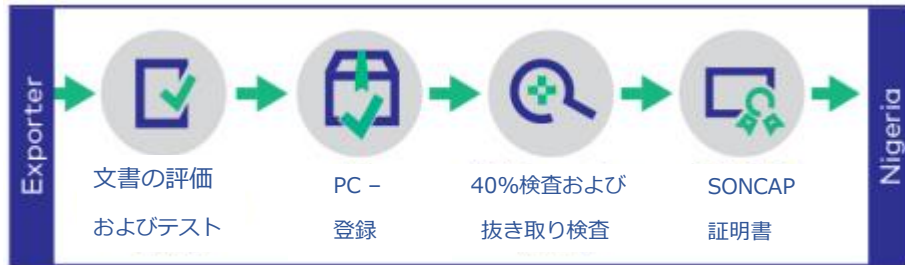 Exporter
文書の評価
およびテスト
PC –
登録
40%検査および
抜き取り検査
SONCAP
証明書
Nigeria